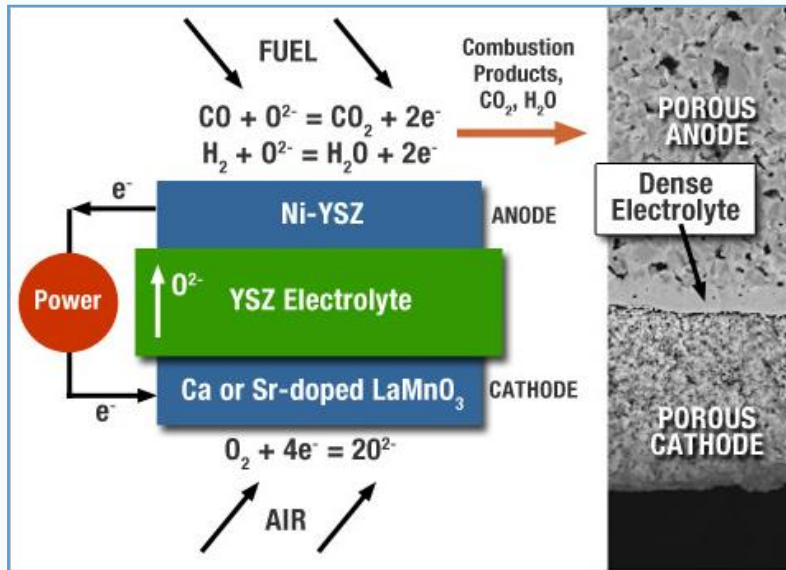 FUEL
CO + O²⁻ = CO₂ + 2e⁻
H₂ + O²⁻ = H₂O + 2e⁻
Combustion
Products,
CO₂, H₂O
e⁻
Ni-YSZ
ANODE
Power
O²⁻
YSZ Electrolyte
e⁻
Ca or Sr-doped LaMnO₃
CATHODE
O₂ + 4e⁻ = 2O²⁻
AIR
POROUS
ANODE
Dense
Electrolyte
POROUS
CATHODE